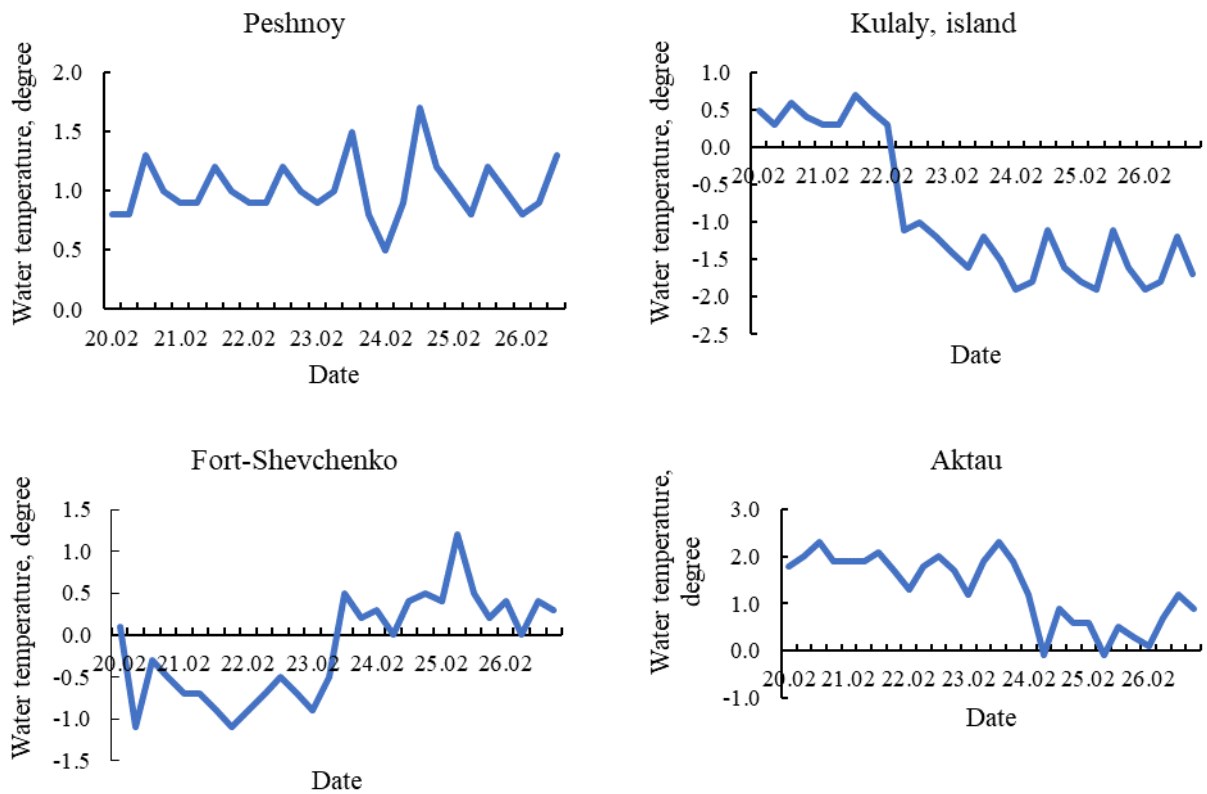 Peshnoy
Water temperature, degree
2.0
1.5
1.0
0.5
0.0
20.02 21.02 22.02 23.02 24.02 25.02 26.02
Date
Kulaly, island
Water temperature, degree
1.0
0.5
0.0
-0.5
-1.0
-1.5
-2.0
-2.5
20.02 21.02 22.02 23.02 24.02 25.02 26.02
Date
Fort-Shevchenko
Water temperature, degree
1.5
1.0
0.5
0.0
-0.5
-1.0
-1.5
20.02 21.02 22.02 23.02 24.02 25.02 26.02
Date
Aktau
Water temperature,
degree
3.0
2.0
1.0
0.0
-1.0
20.02 21.02 22.02 23.02 24.02 25.02 26.02
Date